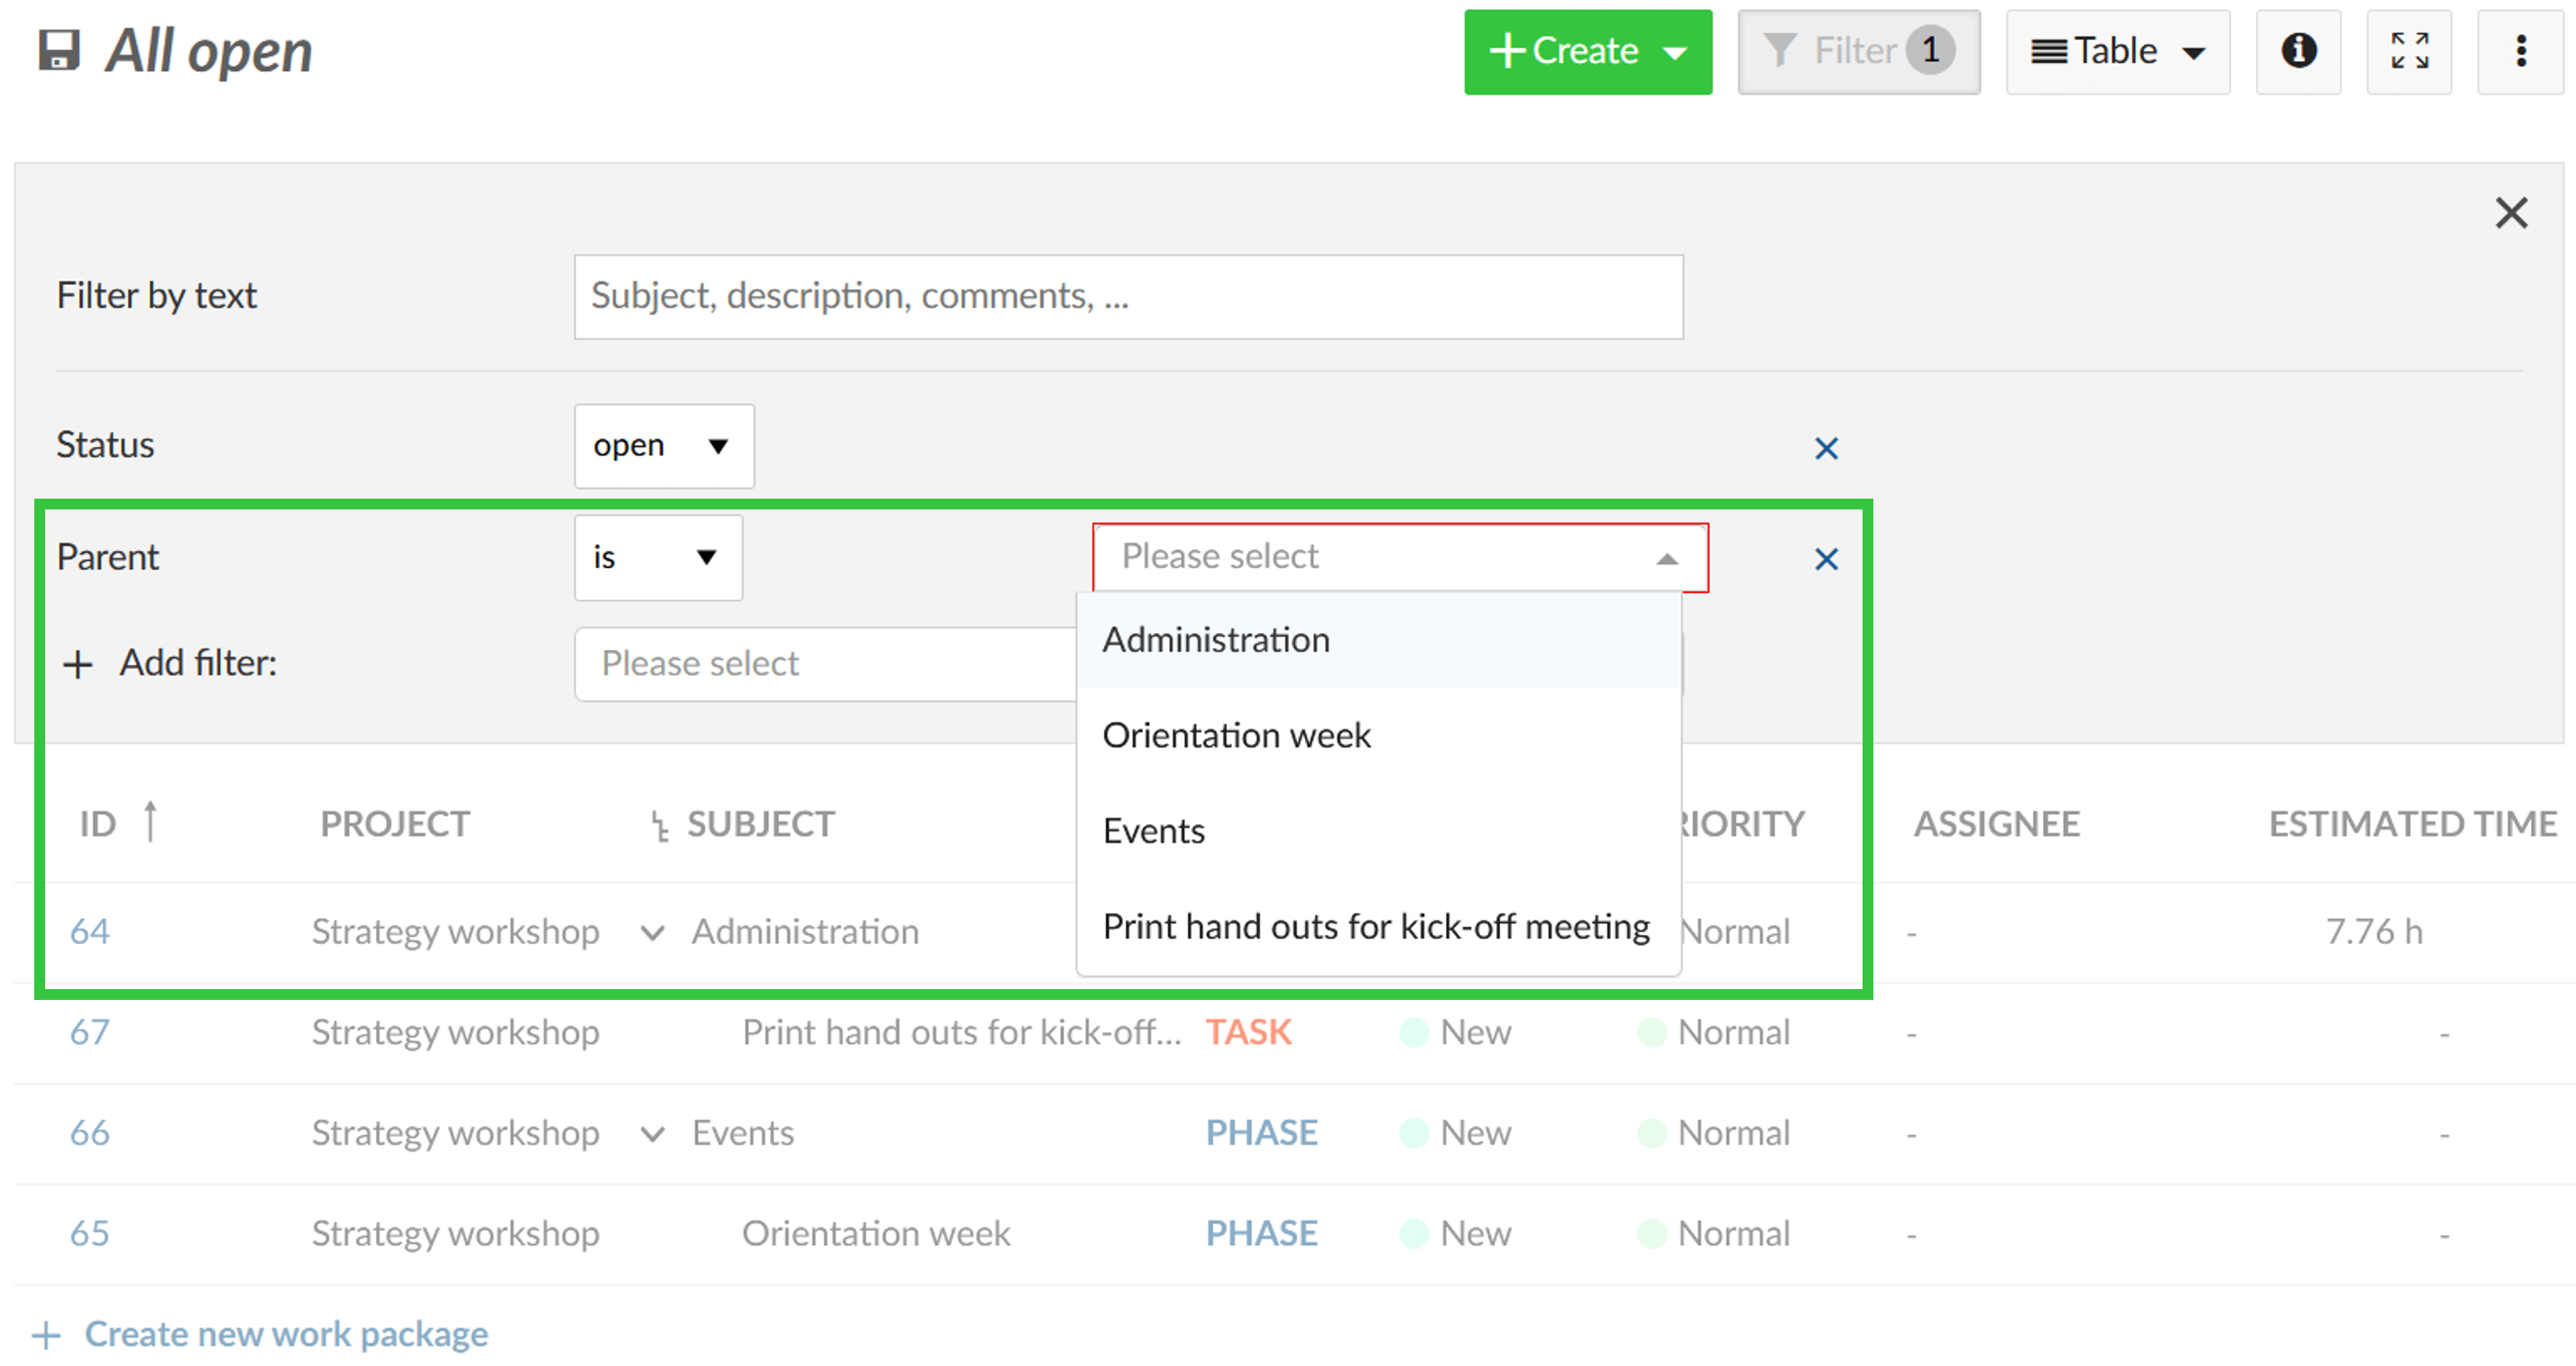 All open
Create Filter 1 Table
Filter by text Subject, description, comments, ...
Status open
Parent is Please select
Add filter: Please select
Administration
Orientation week
Events
Print hand outs for kick-off meeting
ID PROJECT SUBJECT RIORITY ASSIGNEE ESTIMATED TIME
64 Strategy workshop Administration Normal - 7.76 h
67 Strategy workshop Print hand outs for kick-off... TASK New Normal - -
66 Strategy workshop Events PHASE New Normal - -
65 Strategy workshop Orientation week PHASE New Normal - -
Create new work package